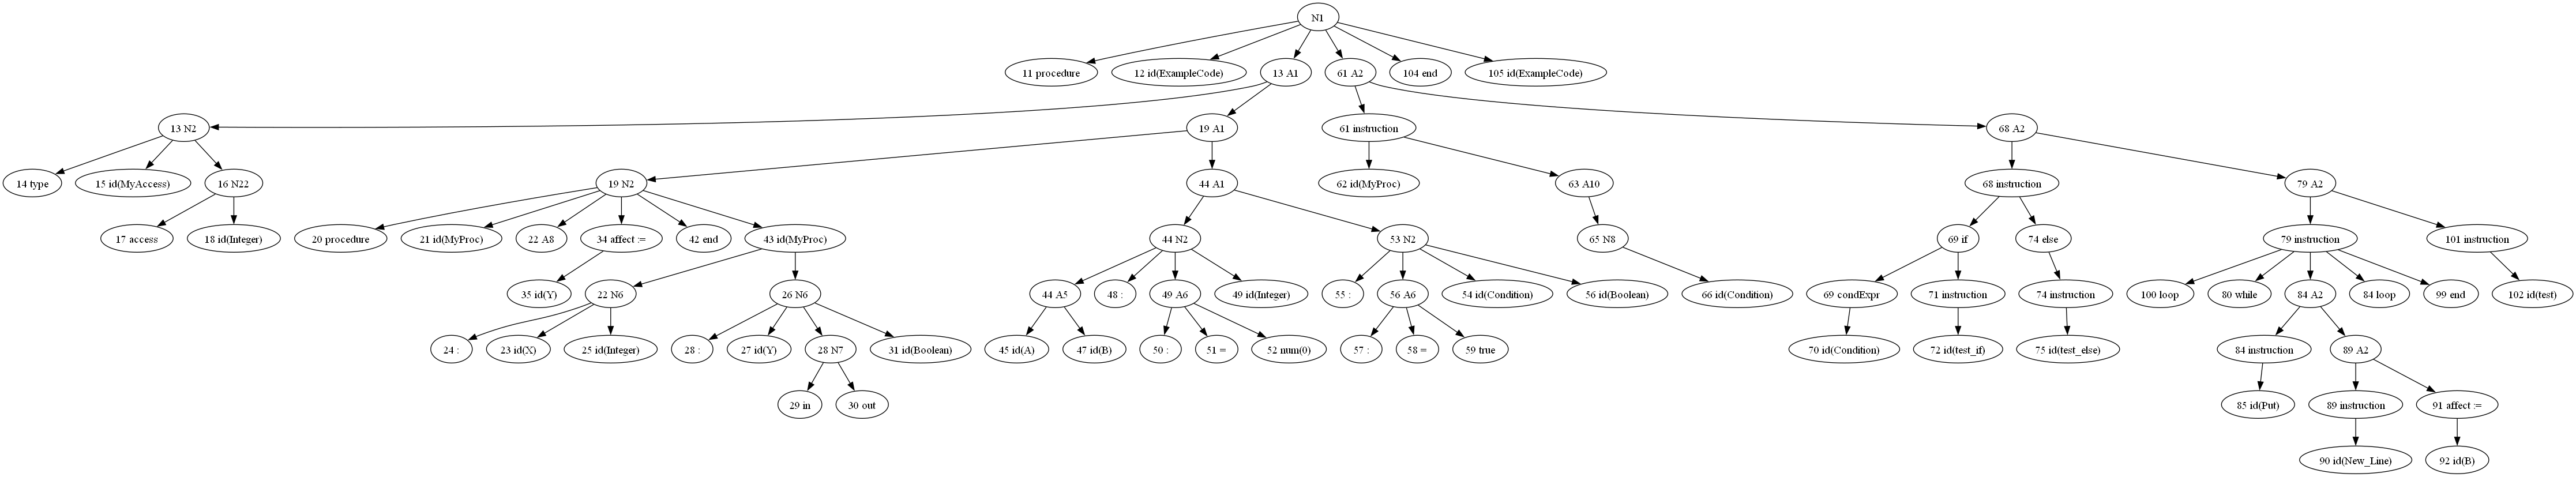 N1
11 procedure
12 id(ExampleCode)
13 A1
61 A2
104 end
105 id(ExampleCode)
13 N2
19 A1
61 instruction
68 A2
14 type
15 id(MyAccess)
16 N22
19 N2
44 A1
62 id(MyProc)
63 A10
68 instruction
79 A2
17 access
18 id(Integer)
20 procedure
21 id(MyProc)
22 A8
34 affect :=
42 end
43 id(MyProc)
44 N2
53 N2
65 N8
69 if
74 else
79 instruction
101 instruction
35 id(Y)
22 N6
26 N6
44 A5
48 :
49 A6
49 id(Integer)
55 :
56 A6
54 id(Condition)
56 id(Boolean)
66 id(Condition)
69 condExpr
71 instruction
74 instruction
100 loop
80 while
84 A2
84 loop
99 end
102 id(test)
24 :
23 id(X)
25 id(Integer)
28 :
27 id(Y)
28 N7
31 id(Boolean)
45 id(A)
47 id(B)
50 :
51 =
52 num(0)
57 :
58 =
59 true
70 id(Condition)
72 id(test_if)
75 id(test_else)
84 instruction
89 A2
29 in
30 out
85 id(Put)
89 instruction
91 affect :=
90 id(New_Line)
92 id(B)